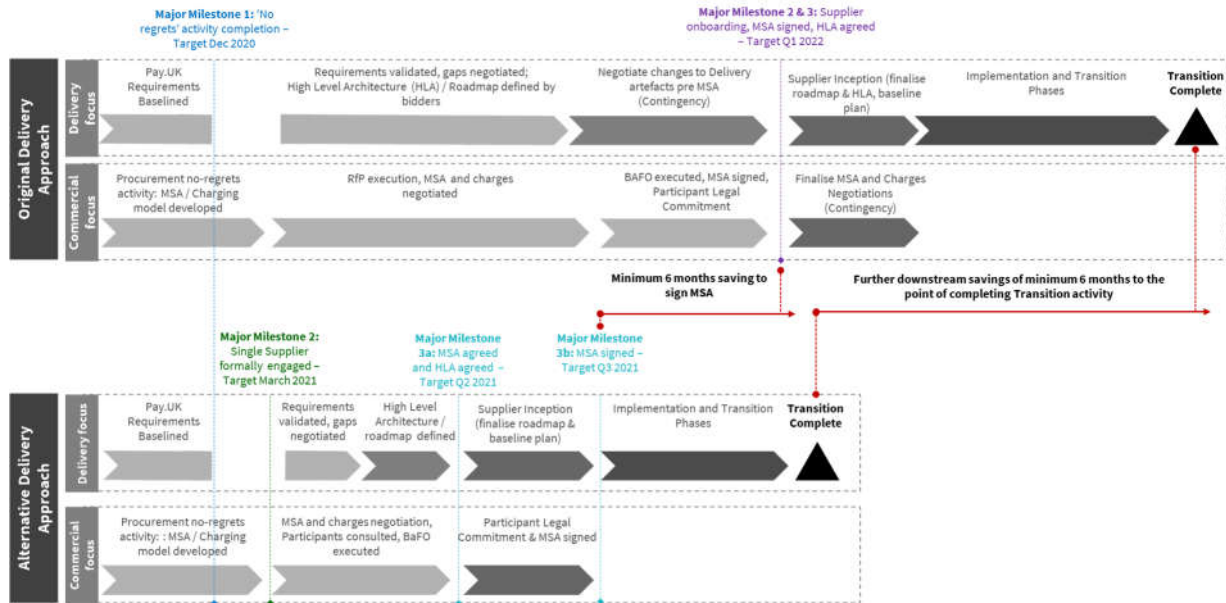 Major Milestone 1: 'No
regrets' activity completion –
Target Dec 2020
Major Milestone 2 & 3: Supplier
onboarding, MSA signed, HLA agreed
– Target Q1 2022
Original Delivery
Approach
Delivery
focus
Pay.UK
Requirements
Baselined
Requirements validated, gaps negotiated;
High Level Architecture (HLA) / Roadmap defined by
bidders
Negotiate changes to Delivery
artefacts pre MSA
(Contingency)
Supplier Inception (finalise
roadmap & HLA, baseline
plan)
Implementation and Transition
Phases
Transition
Complete
Commercial
focus
Procurement no-regrets
activity: MSA / Charging
model developed
RfP execution, MSA and charges
negotiated
BAFO executed, MSA signed,
Participant Legal
Commitment
Finalise MSA and Charges
Negotiations
(Contingency)
Minimum 6 months saving to
sign MSA
Further downstream savings of minimum 6 months to the
point of completing Transition activity
Major Milestone 2:
Single Supplier
formally engaged –
Target March 2021
Major Milestone
3a: MSA agreed
and HLA agreed –
Target Q2 2021
Major Milestone
3b: MSA signed –
Target Q3 2021
Alternative Delivery
Approach
Delivery focus
Pay.UK
Requirements
Baselined
Requirements
validated, gaps
negotiated
High Level
Architecture /
roadmap defined
Supplier Inception
(finalise roadmap &
baseline plan)
Implementation and Transition
Phases
Transition
Complete
Commercial
focus
Procurement no-regrets
activity: : MSA / Charging
model developed
MSA and charges negotiation,
Participants consulted, BaFO
executed
Participant Legal
Commitment & MSA signed